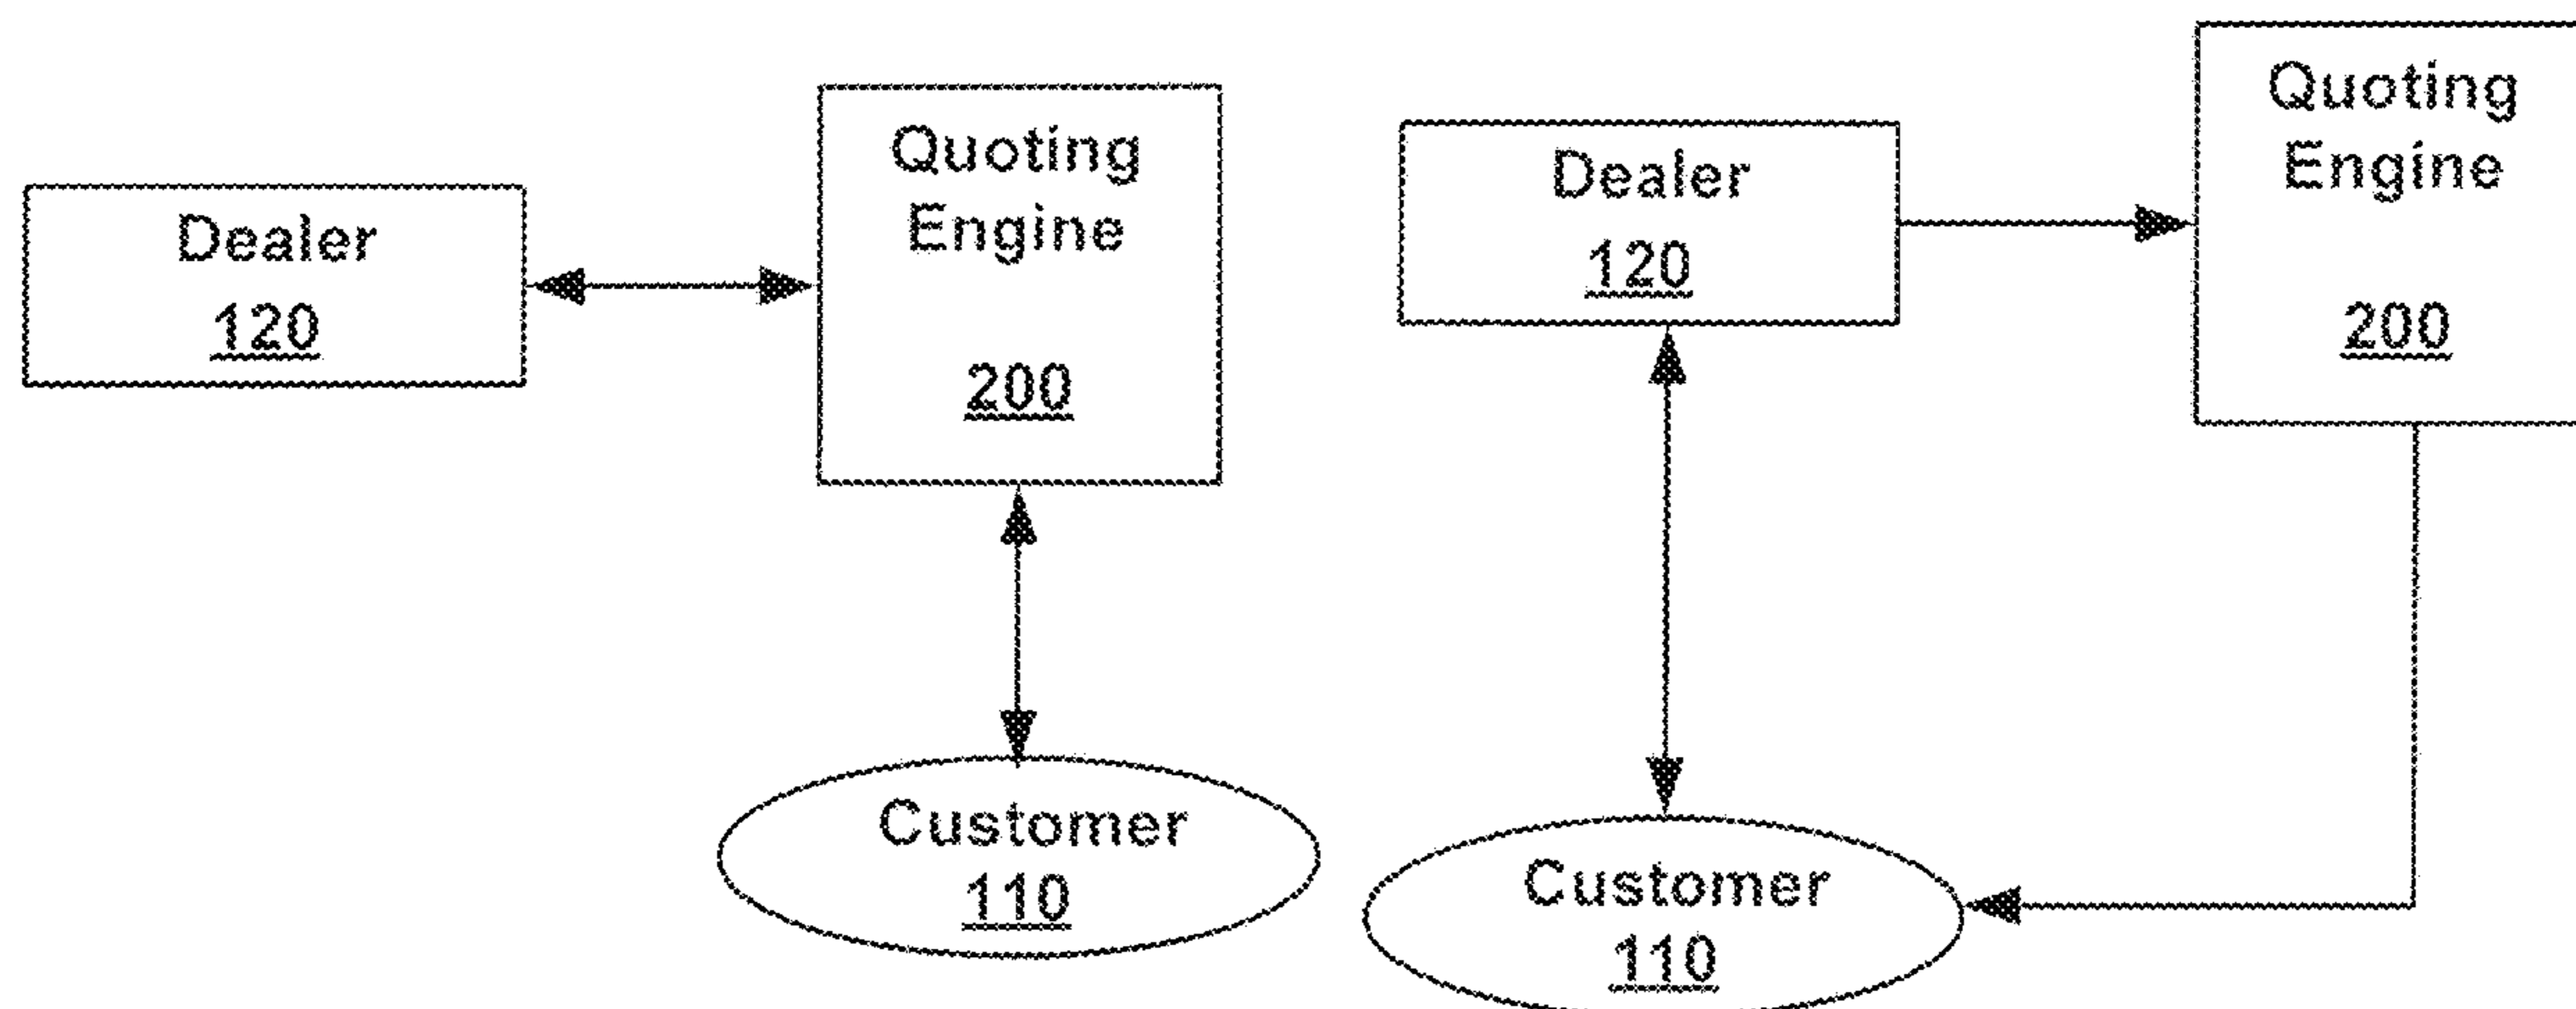 Dealer
120
Quoting
Engine
200
Customer
110
Dealer
120
Quoting
Engine
200
Customer
110